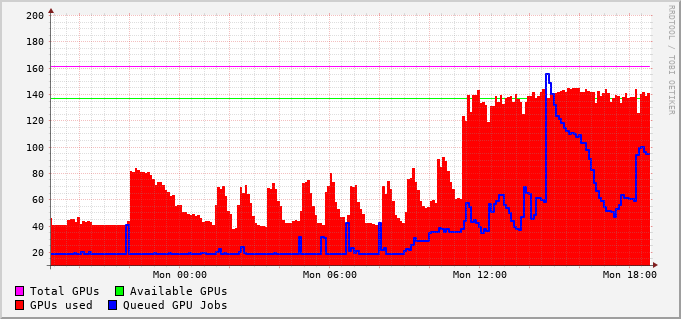 200
180
160
140
120
100
80
60
40
20
Mon 00:00 Mon 06:00 Mon 12:00 Mon 18:00
Total GPUs Available GPUs
GPUs used Queued GPU Jobs
RRDTOOL / TOBI OETIKER